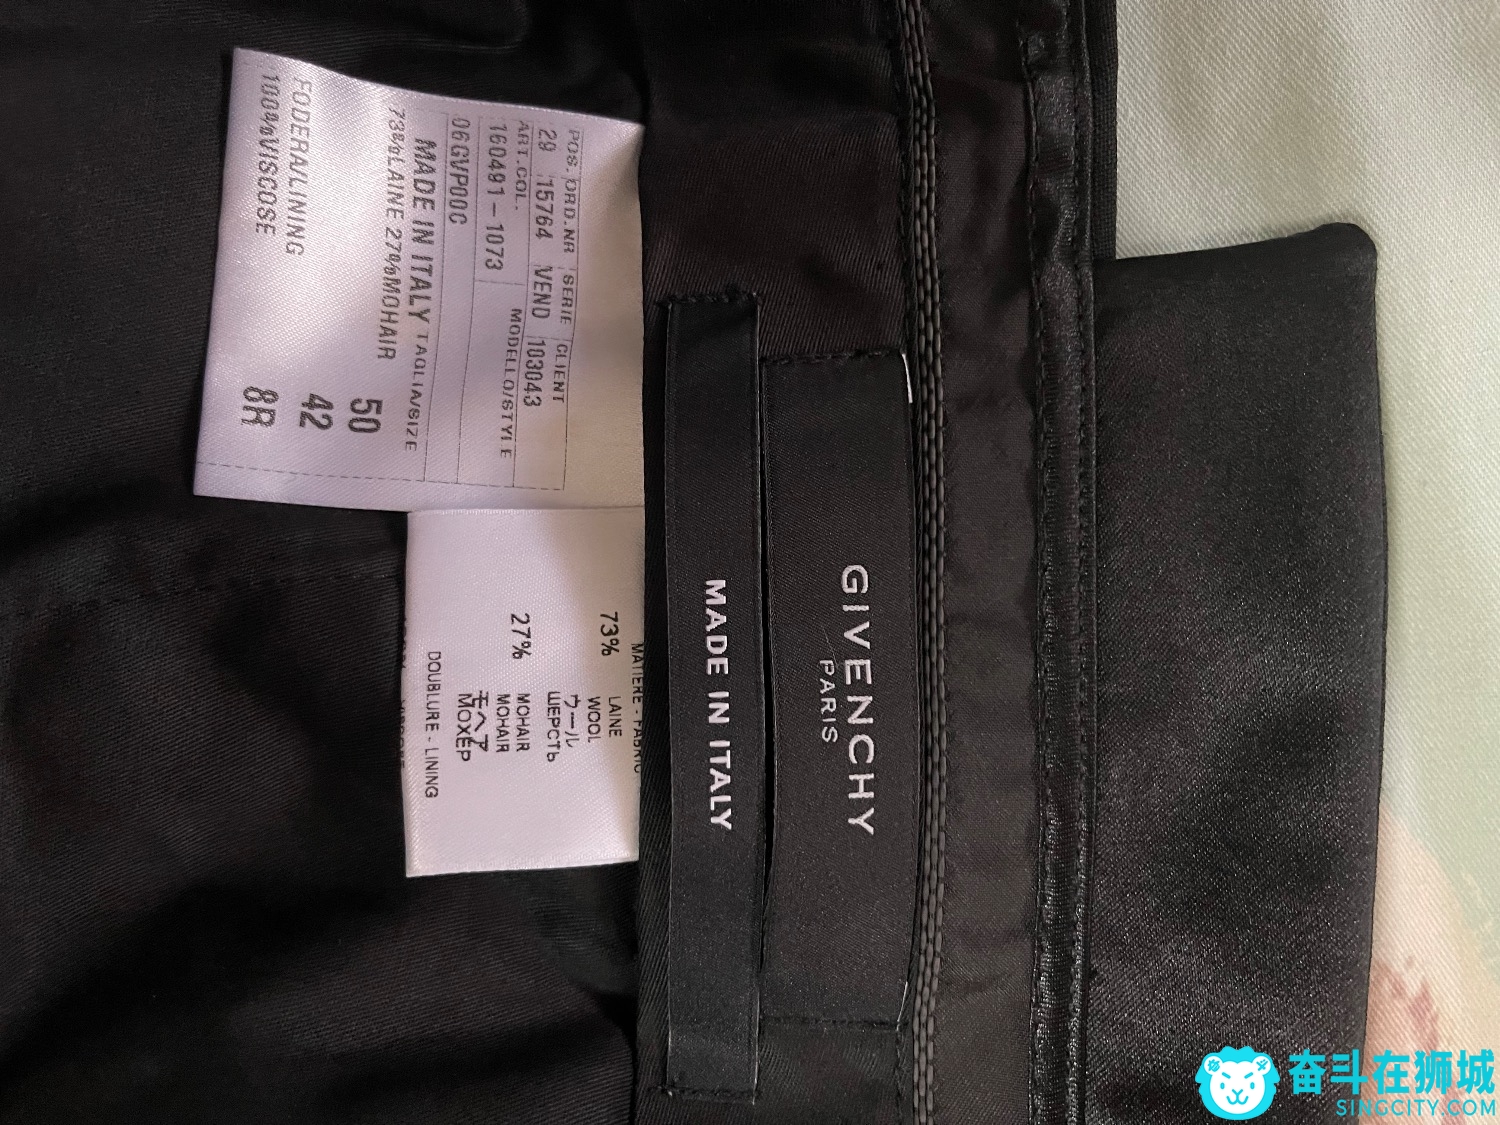 GIVENCHY
PARIS
MADE IN ITALY
POS. ORD.NR SERIE CLIENT
29 15764 VEND 103043
ART.COL. MODELLO/STYLE
160491-1073
06GVP00C
MADE IN ITALY TAGLIA/SIZE
73%LAINE 27%MOHAIR 50
FODERA/LINING 42
100%VISCOSE 8R
MATIERE - FABRIC
73% LAINE
WOOL
ウール
ШЕРСТЬ
27% MOHAIR
MOHAIR
モヘア
МОХЕР
DOUBLURE - LINING
奋斗在狮城
SINGCITY.COM